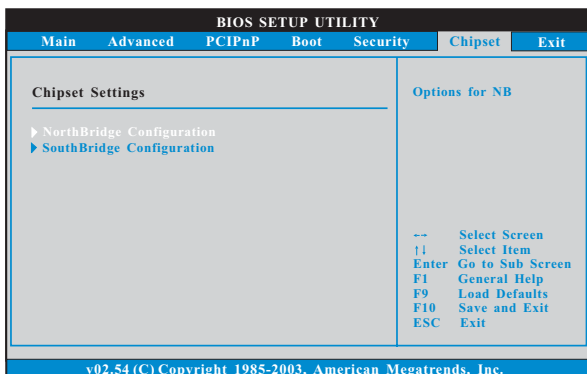 BIOS SETUP UTILITY
Main Advanced PCIPnP Boot Security Chipset Exit
Chipset Settings
NorthBridge Configuration
SouthBridge Configuration
Options for NB
←→ Select Screen
↑↓ Select Item
Enter Go to Sub Screen
F1 General Help
F9 Load Defaults
F10 Save and Exit
ESC Exit
v02.54 (C) Copyright 1985-2003, American Megatrends, Inc.